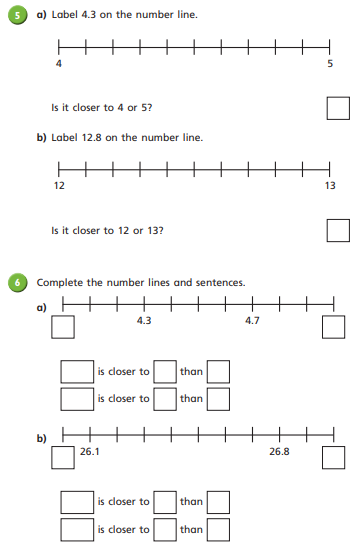 5 a) Label 4.3 on the number line.
4 5
Is it closer to 4 or 5?
b) Label 12.8 on the number line.
12 13
Is it closer to 12 or 13?
6 Complete the number lines and sentences.
a)
4.3 4.7
is closer to than
is closer to than
b)
26.1 26.8
is closer to than
is closer to than